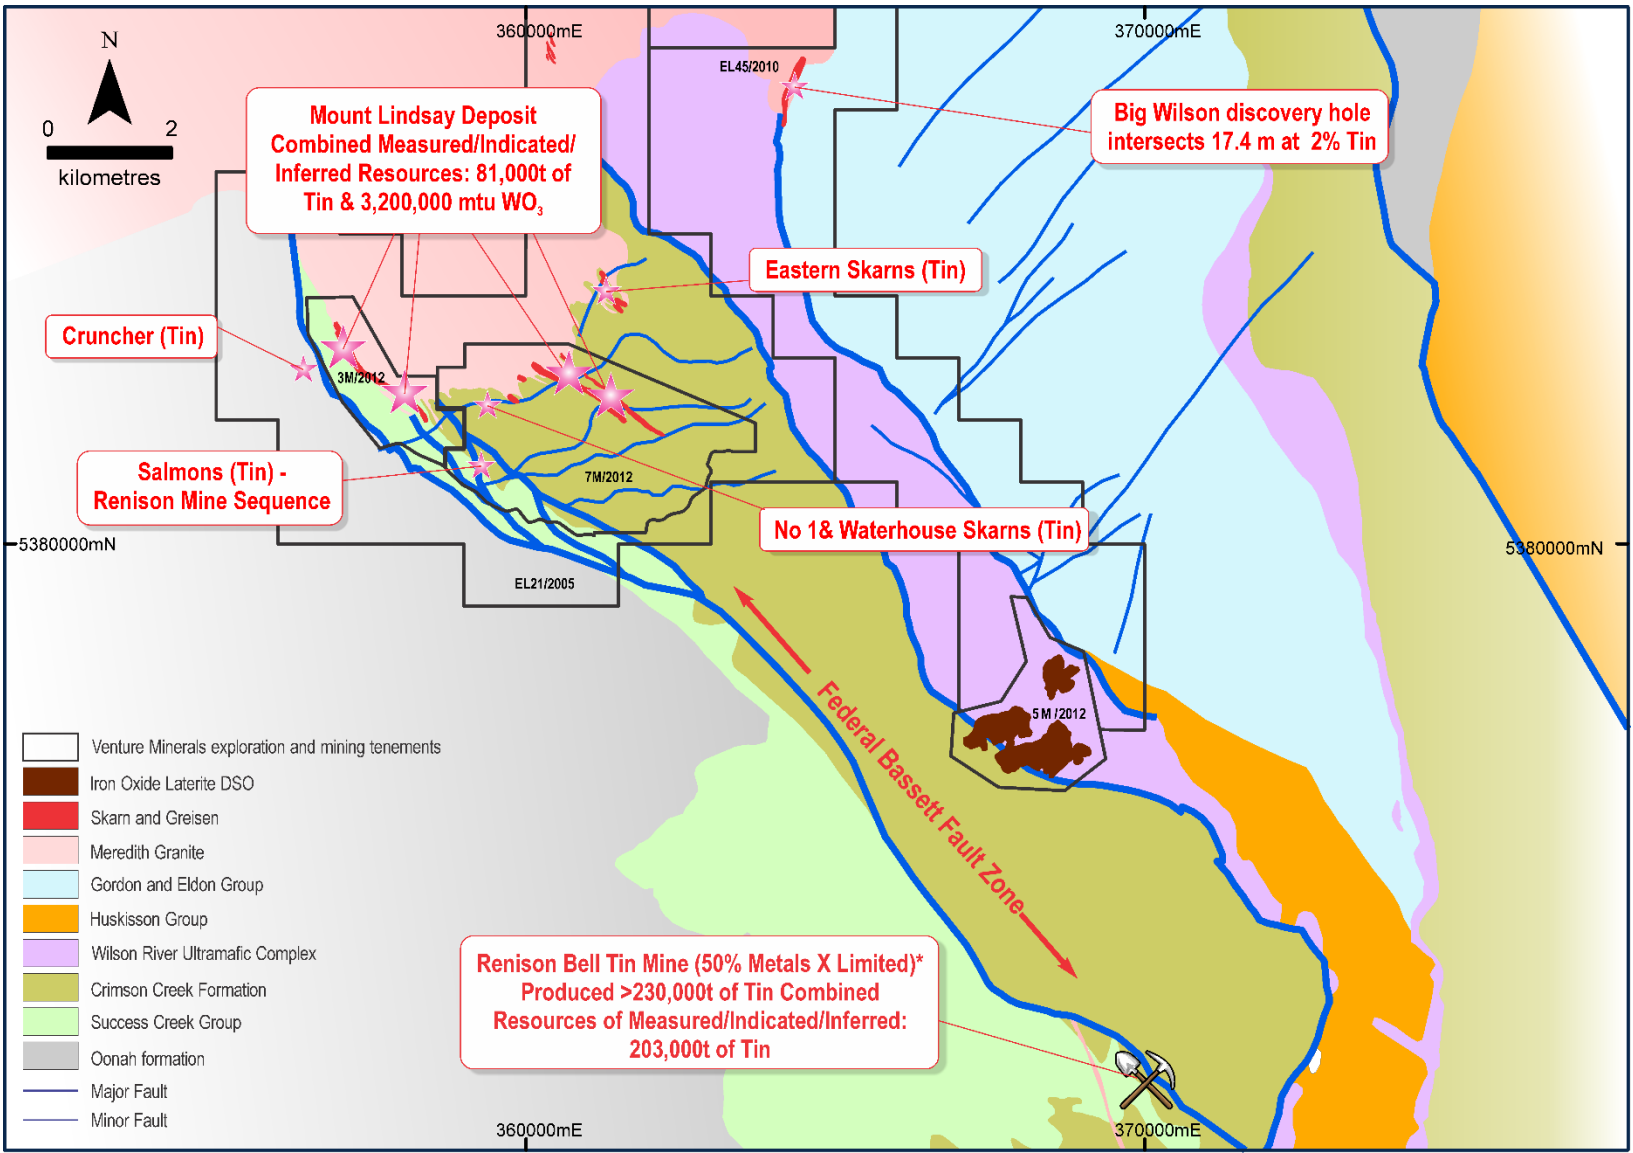 360000mE
370000mE
N
0 2
kilometres
EL45/2010
Mount Lindsay Deposit
Combined Measured/Indicated/
Inferred Resources: 81,000t of
Tin & 3,200,000 mtu WO₃
Big Wilson discovery hole
intersects 17.4 m at 2% Tin
Eastern Skarns (Tin)
Cruncher (Tin)
3M/2012
Salmons (Tin) -
Renison Mine Sequence
7M/2012
No 1& Waterhouse Skarns (Tin)
5380000mN
5380000mN
EL21/2005
Federal Bassett Fault Zone
5M/2012
Venture Minerals exploration and mining tenements
Iron Oxide Laterite DSO
Skarn and Greisen
Meredith Granite
Gordon and Eldon Group
Huskisson Group
Wilson River Ultramafic Complex
Crimson Creek Formation
Success Creek Group
Oonah formation
Major Fault
Minor Fault
Renison Bell Tin Mine (50% Metals X Limited)*
Produced >230,000t of Tin Combined
Resources of Measured/Indicated/Inferred:
203,000t of Tin
360000mE
370000mE